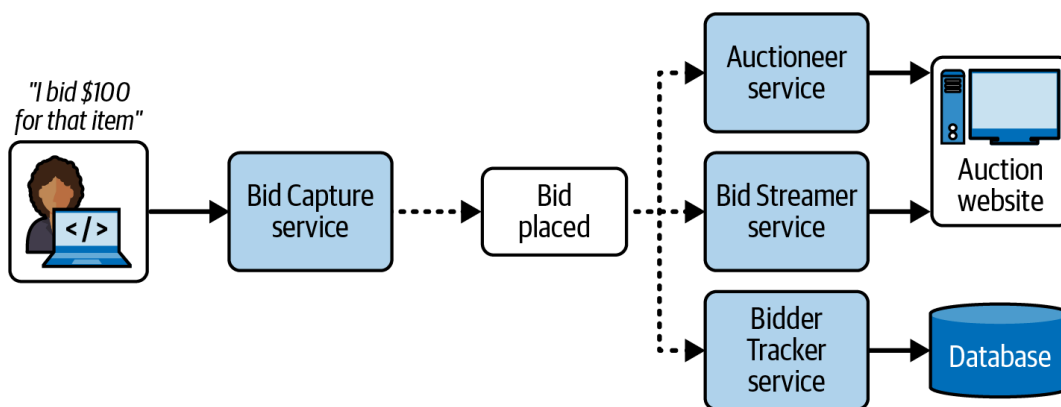 "I bid $100
for that item"
</>
Bid Capture
service
Bid
placed
Auctioneer
service
Bid Streamer
service
Bidder
Tracker
service
Auction
website
Database